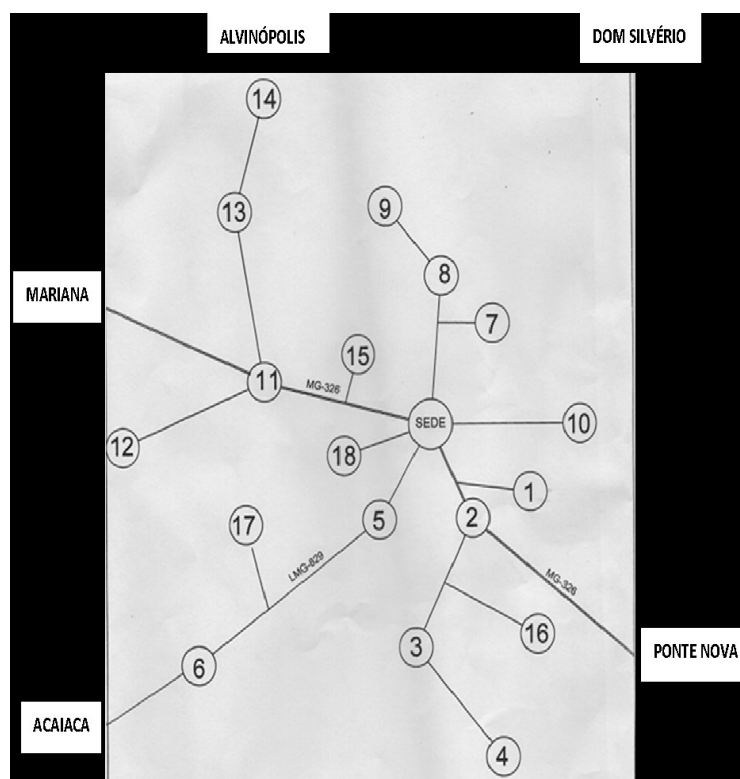 ALVINÓPOLIS
DOM SILVÉRIO
14
13
9
8
MARIANA
7
15
11
MG-326
SEDE
10
12
18
1
5
2
17
LMG-829
MG-326
16
3
PONTE NOVA
6
ACAIACA
4